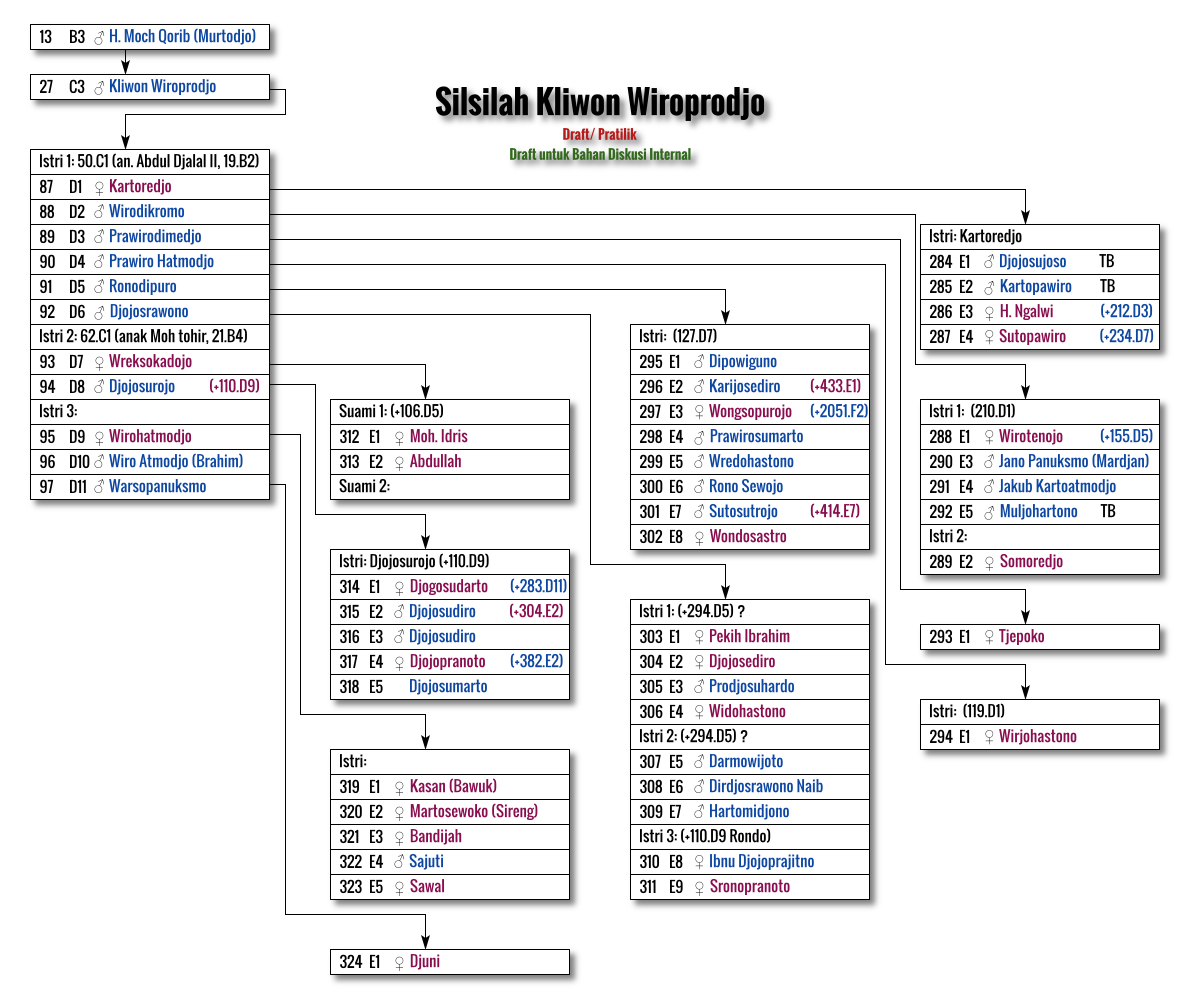 13 B3 ♂ H. Moch Qorib (Murtodjo)
27 C3 ♂ Kliwon Wiroprodjo
Silsilah Kliwon Wiroprodjo
Draft/ Pratilik
Draft untuk Bahan Diskusi Internal
Istri 1: 50.C1 (an. Abdul Djalal II, 19.B2)
87 D1 ♀ Kartoredjo
88 D2 ♂ Wirodikromo
89 D3 ♂ Prawirodimedjo
90 D4 ♂ Prawiro Hatmodjo
91 D5 ♂ Ronodipuro
92 D6 ♂ Djojosrawono
Istri 2: 62.C1 (anak Moh tohir, 21.B4)
93 D7 ♀ Wreksokadojo
94 D8 ♂ Djojosurojo (+110.D9)
Istri 3:
95 D9 ♀ Wirohatmodjo
96 D10 ♂ Wiro Atmodjo (Brahim)
97 D11 ♂ Warsopanuksmo
Suami 1: (+106.D5)
312 E1 ♀ Moh. Idris
313 E2 ♀ Abdullah
Suami 2:
Istri: Djojosurojo (+110.D9)
314 E1 ♀ Djogosudarto (+283.D11)
315 E2 ♂ Djojosudiro (+304.E2)
316 E3 ♂ Djojosudiro
317 E4 ♀ Djojopranoto (+382.E2)
318 E5 Djojosumarto
Istri:
319 E1 ♀ Kasan (Bawuk)
320 E2 ♀ Martosewoko (Sireng)
321 E3 ♀ Bandijah
322 E4 ♂ Sajuti
323 E5 ♀ Sawal
324 E1 ♀ Djuni
Istri: (127.D7)
295 E1 ♂ Dipowiguno
296 E2 ♂ Karijosediro (+433.E1)
297 E3 ♀ Wongsopurojo (+2051.F2)
298 E4 ♂ Prawirosumarto
299 E5 ♂ Wredohastono
300 E6 ♂ Rono Sewojo
301 E7 ♂ Sutosutrojo (+414.E7)
302 E8 ♀ Wondosastro
Istri 1: (+294.D5) ?
303 E1 ♀ Pekih Ibrahim
304 E2 ♀ Djojosediro
305 E3 ♂ Prodjosuhardo
306 E4 ♀ Widohastono
Istri 2: (+294.D5) ?
307 E5 ♂ Darmowijoto
308 E6 ♂ Dirdjosrawono Naib
309 E7 ♂ Hartomidjono
Istri 3: (+110.D9 Rondo)
310 E8 ♀ Ibnu Djojoprajitno
311 E9 ♀ Sronopranoto
Istri: Kartoredjo
284 E1 ♂ Djojosujoso TB
285 E2 ♂ Kartopawiro TB
286 E3 ♀ H. Ngalwi (+212.D3)
287 E4 ♀ Sutopawiro (+234.D7)
Istri 1: (210.D1)
288 E1 ♀ Wirotenojo (+155.D5)
290 E3 ♂ Jano Panuksmo (Mardjan)
291 E4 ♂ Jakub Kartoatmodjo
292 E5 ♂ Muljohartono TB
Istri 2:
289 E2 ♀ Somoredjo
293 E1 ♀ Tjepoko
Istri: (119.D1)
294 E1 ♀ Wirjohastono